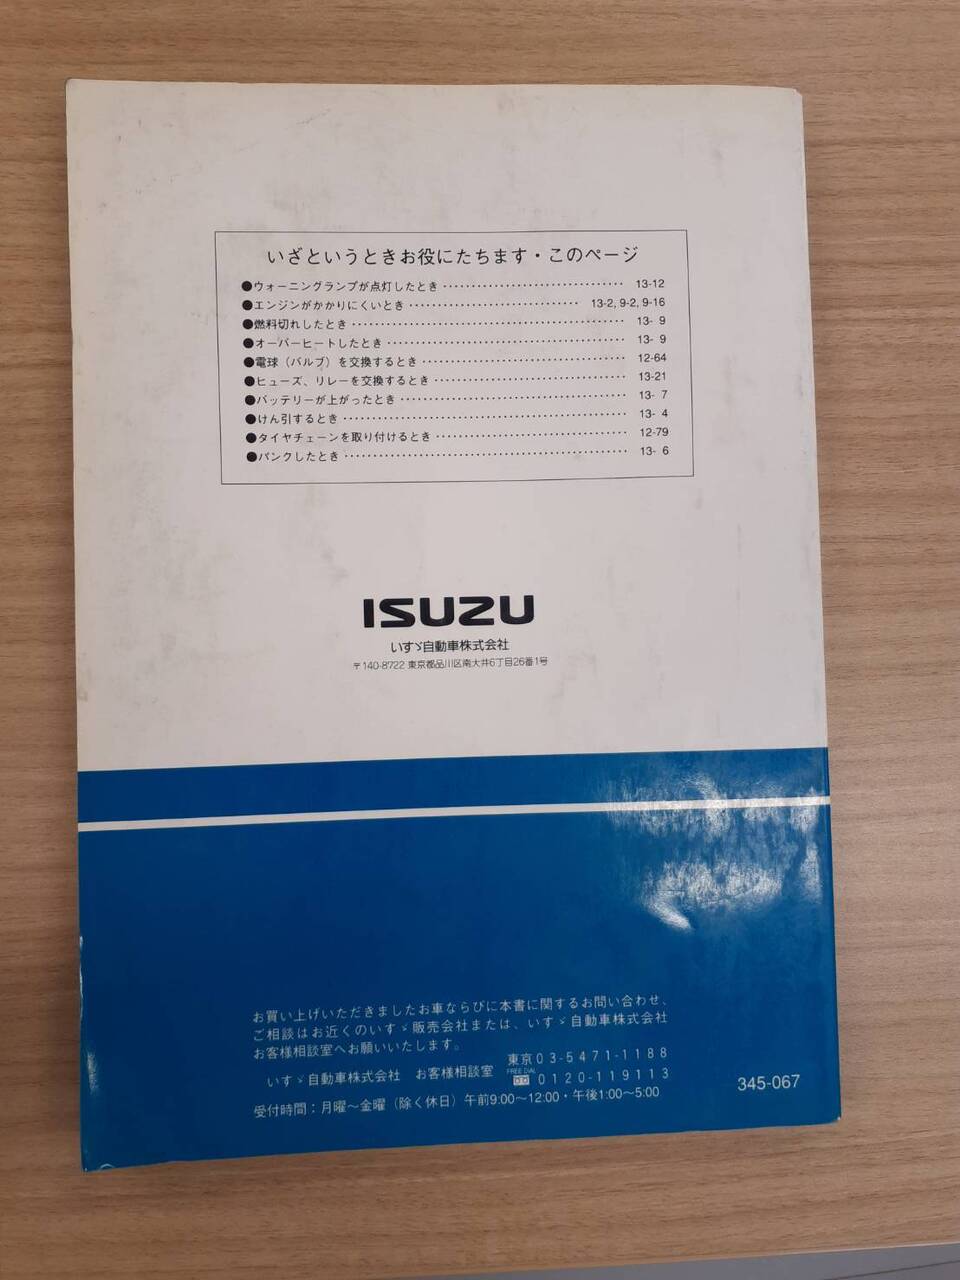 いざというときお役にたちます・このページ
●ウォーニングランプが点灯したとき 13-12
●エンジンがかかりにくいとき 13-2, 9-2, 9-16
●燃料切れしたとき 13- 9
●オーバーヒートしたとき 13- 9
●電球（バルブ）を交換するとき 12-64
●ヒューズ、リレーを交換するとき 13-21
●バッテリーが上がったとき 13- 7
●けん引するとき 13- 4
●タイヤチェーンを取り付けるとき 12-79
●パンクしたとき 13- 6
ISUZU
いすゞ自動車株式会社
〒140-8722 東京都品川区南大井6丁目26番1号
お買い上げいただきましたお車ならびに本書に関するお問い合わせ、
ご相談はお近くのいすゞ販売会社または、いすゞ自動車株式会社
お客様相談室へお願いいたします。
いすゞ自動車株式会社 お客様相談室 東京03-5471-1188
FREE DIAL 0120-119113
受付時間：月曜～金曜（除く休日）午前9:00～12:00・午後1:00～5:00
345-067